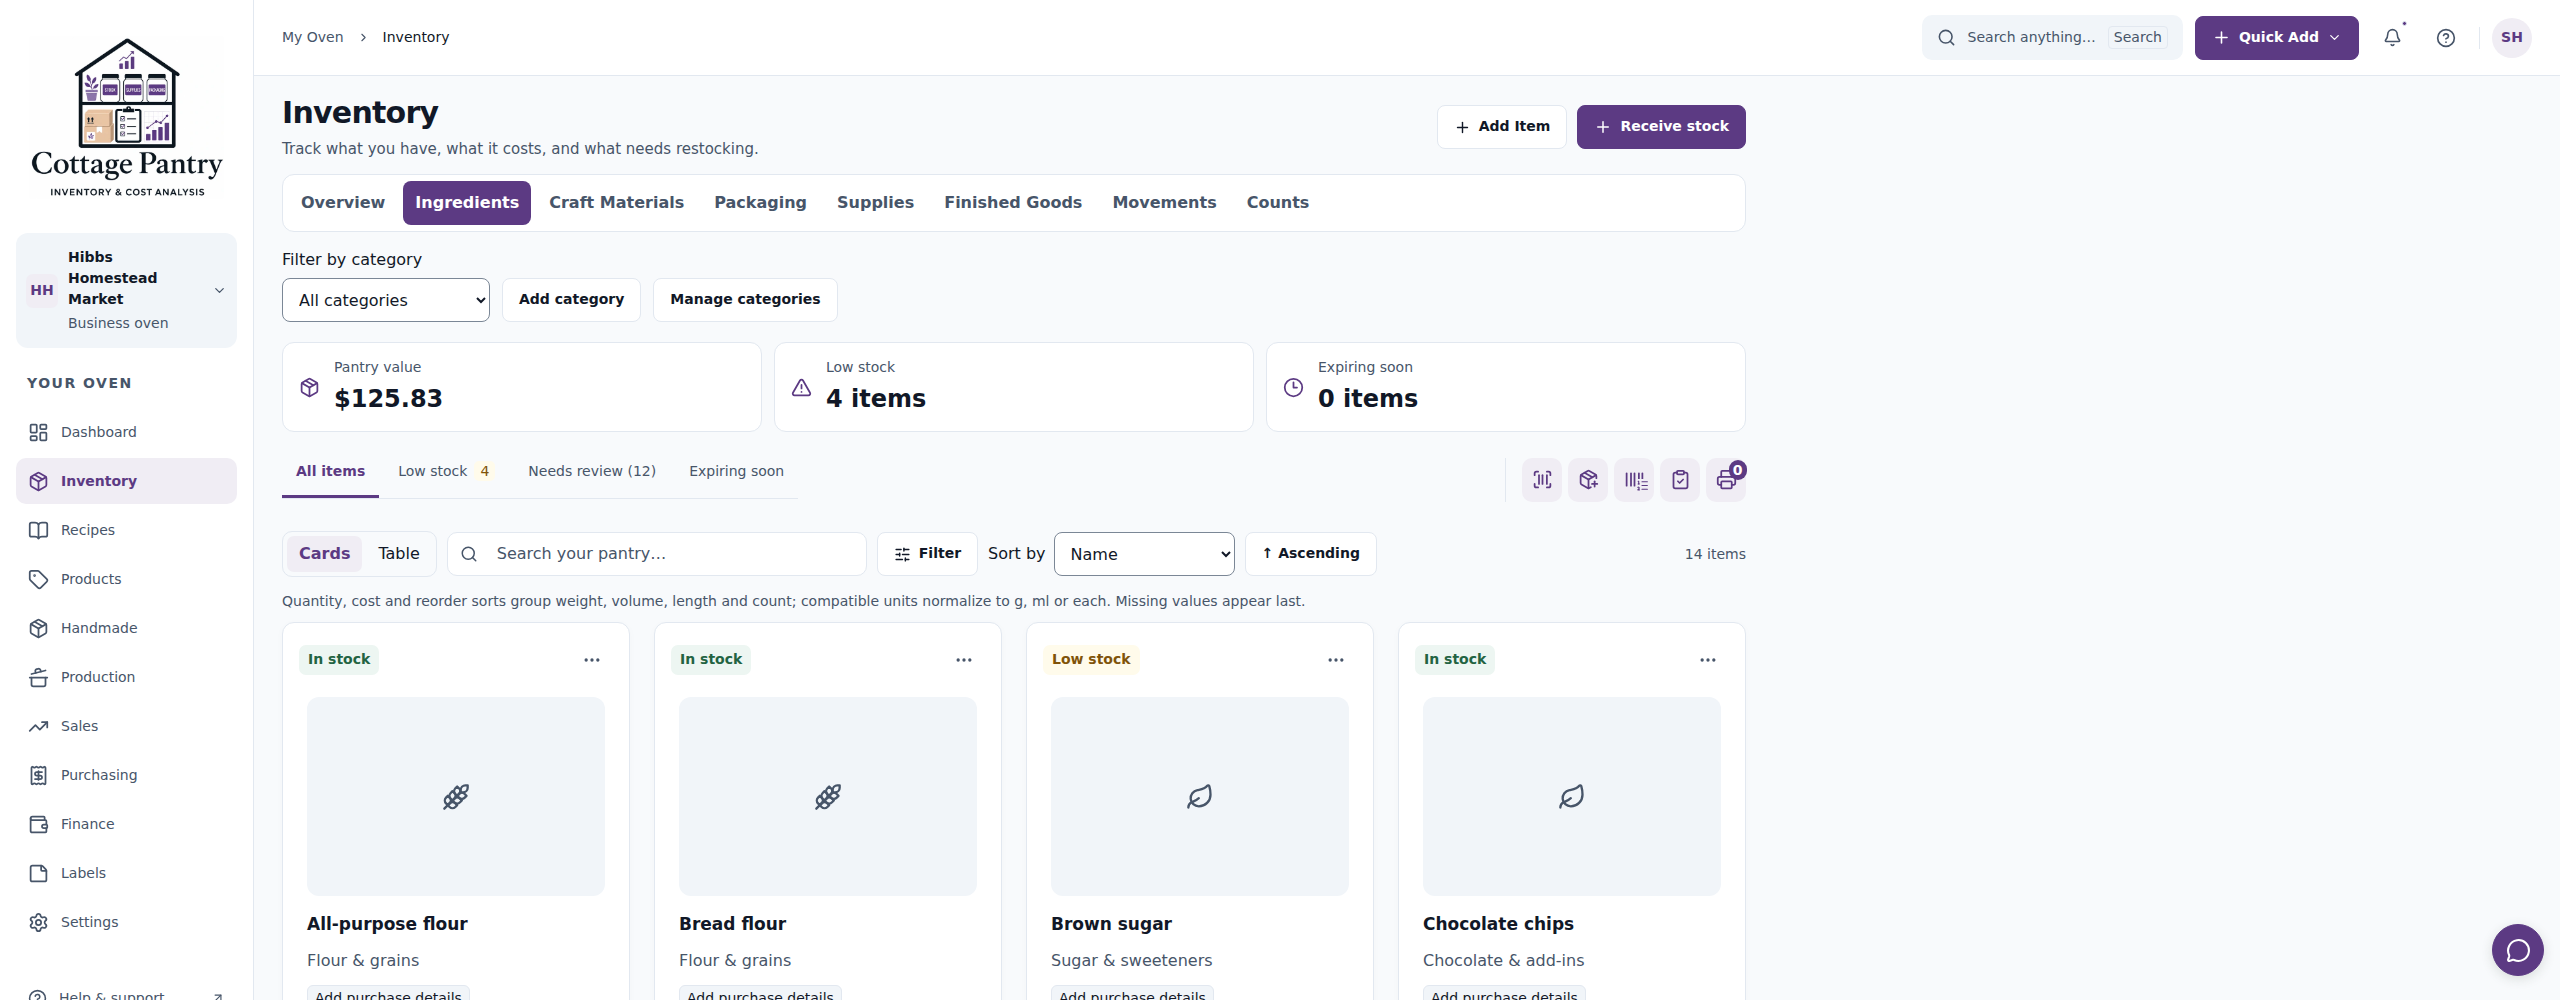 Cottage Pantry
INVENTORY & COST ANALYSIS
HH
Hibbs
Homestead
Market
Business oven
YOUR OVEN
Dashboard
Inventory
Recipes
Products
Handmade
Production
Sales
Purchasing
Finance
Labels
Settings
Help & support
My Oven
Inventory
Search anything...
Search
Quick Add
SH
Inventory
Track what you have, what it costs, and what needs restocking.
Add Item
Receive stock
Overview
Ingredients
Craft Materials
Packaging
Supplies
Finished Goods
Movements
Counts
Filter by category
All categories
Add category
Manage categories
Pantry value
$125.83
Low stock
4 items
Expiring soon
0 items
All items
Low stock 4
Needs review (12)
Expiring soon
0
Cards
Table
Search your pantry...
Filter
Sort by
Name
↑ Ascending
14 items
Quantity, cost and reorder sorts group weight, volume, length and count; compatible units normalize to g, ml or each. Missing values appear last.
In stock
All-purpose flour
Flour & grains
Add purchase details
In stock
Bread flour
Flour & grains
Add purchase details
Low stock
Brown sugar
Sugar & sweeteners
Add purchase details
In stock
Chocolate chips
Chocolate & add-ins
Add purchase details